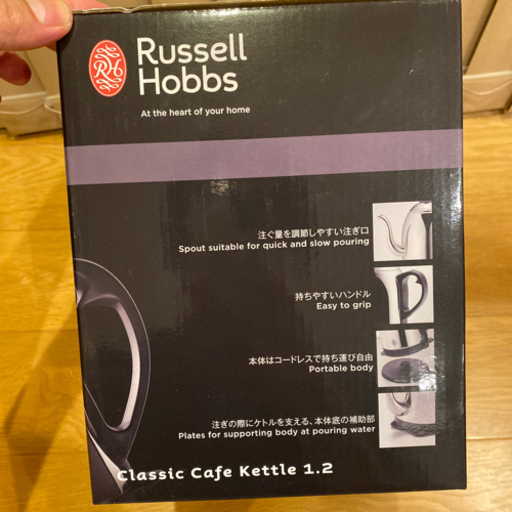 RH
Russell
Hobbs
At the heart of your home
注ぐ量を調節しやすい注ぎ口
Spout suitable for quick and slow pouring
持ちやすいハンドル
Easy to grip
本体はコードレスで持ち運び自由
Portable body
注ぎの際にケトルを支える、本体底の補助部
Plates for supporting body at pouring water
Classic Cafe Kettle 1.2